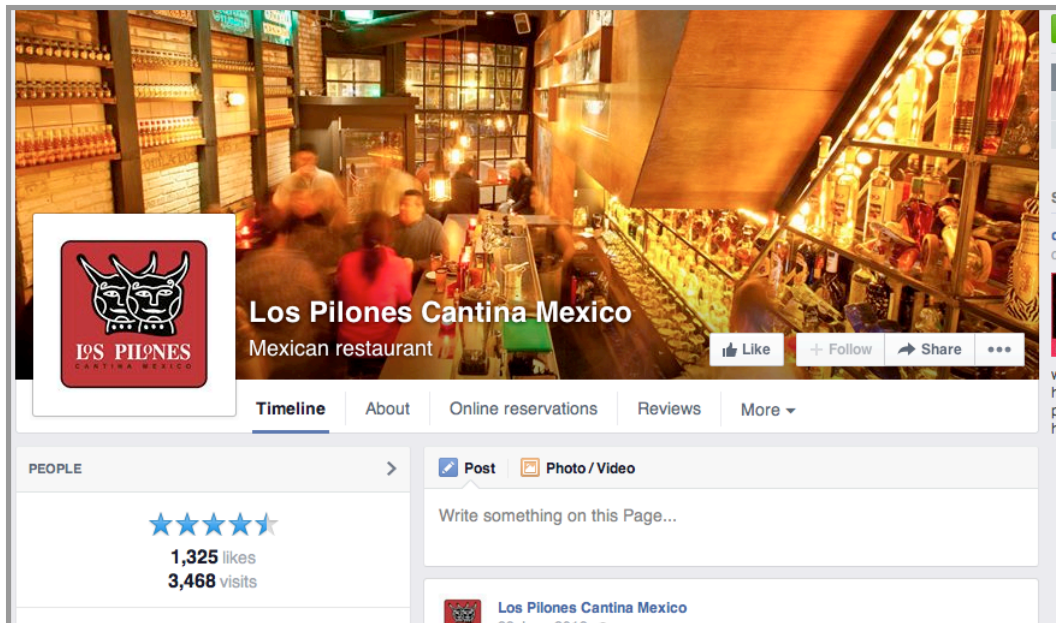 Los Pilones Cantina Mexico
Mexican restaurant
LOS PILONES
CANTINA MEXICO
Like
Follow
Share
Timeline
About
Online reservations
Reviews
More
PEOPLE
1,325 likes
3,468 visits
Post
Photo / Video
Write something on this Page...
Los Pilones Cantina Mexico